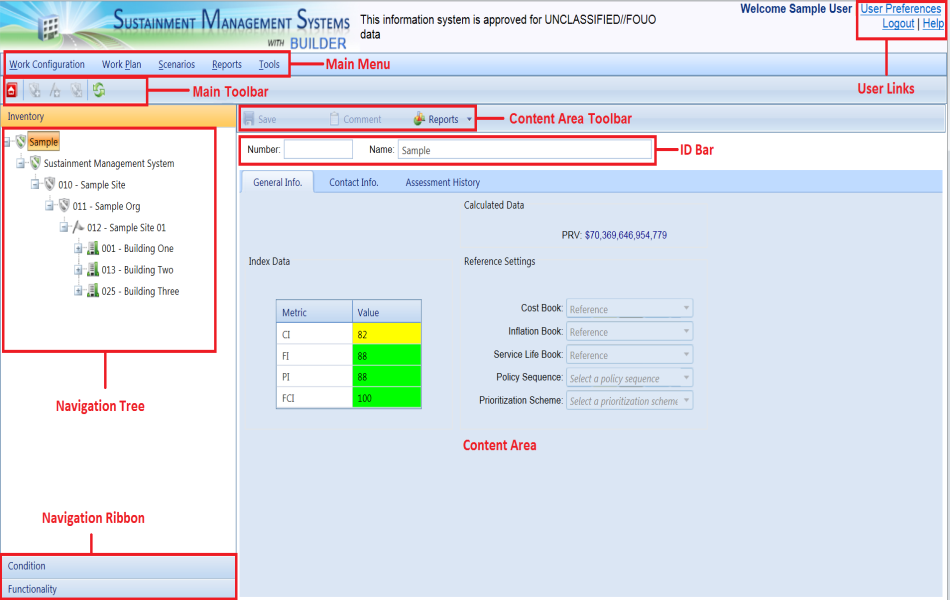 SUSTAINMENT MANAGEMENT SYSTEMS
WITH BUILDER
This information system is approved for UNCLASSIFIED//FOUO
data
Welcome Sample User
User Preferences
Logout | Help
Work Configuration Work Plan Scenarios Reports Tools
Main Menu
Main Toolbar
User Links
Inventory
Save Comment Reports
Content Area Toolbar
Number: Name: Sample
ID Bar
Sample
Sustainment Management System
010 - Sample Site
011 - Sample Org
012 - Sample Site 01
001 - Building One
013 - Building Two
025 - Building Three
Navigation Tree
General Info. Contact Info. Assessment History
Calculated Data
PRV: $70,369,646,954,779
Index Data
Reference Settings
Metric Value
CI 82
FI 88
PI 88
FCI 100
Cost Book: Reference
Inflation Book: Reference
Service Life Book: Reference
Policy Sequence: Select a policy sequence
Prioritization Scheme: Select a prioritization scheme
Content Area
Navigation Ribbon
Condition
Functionality